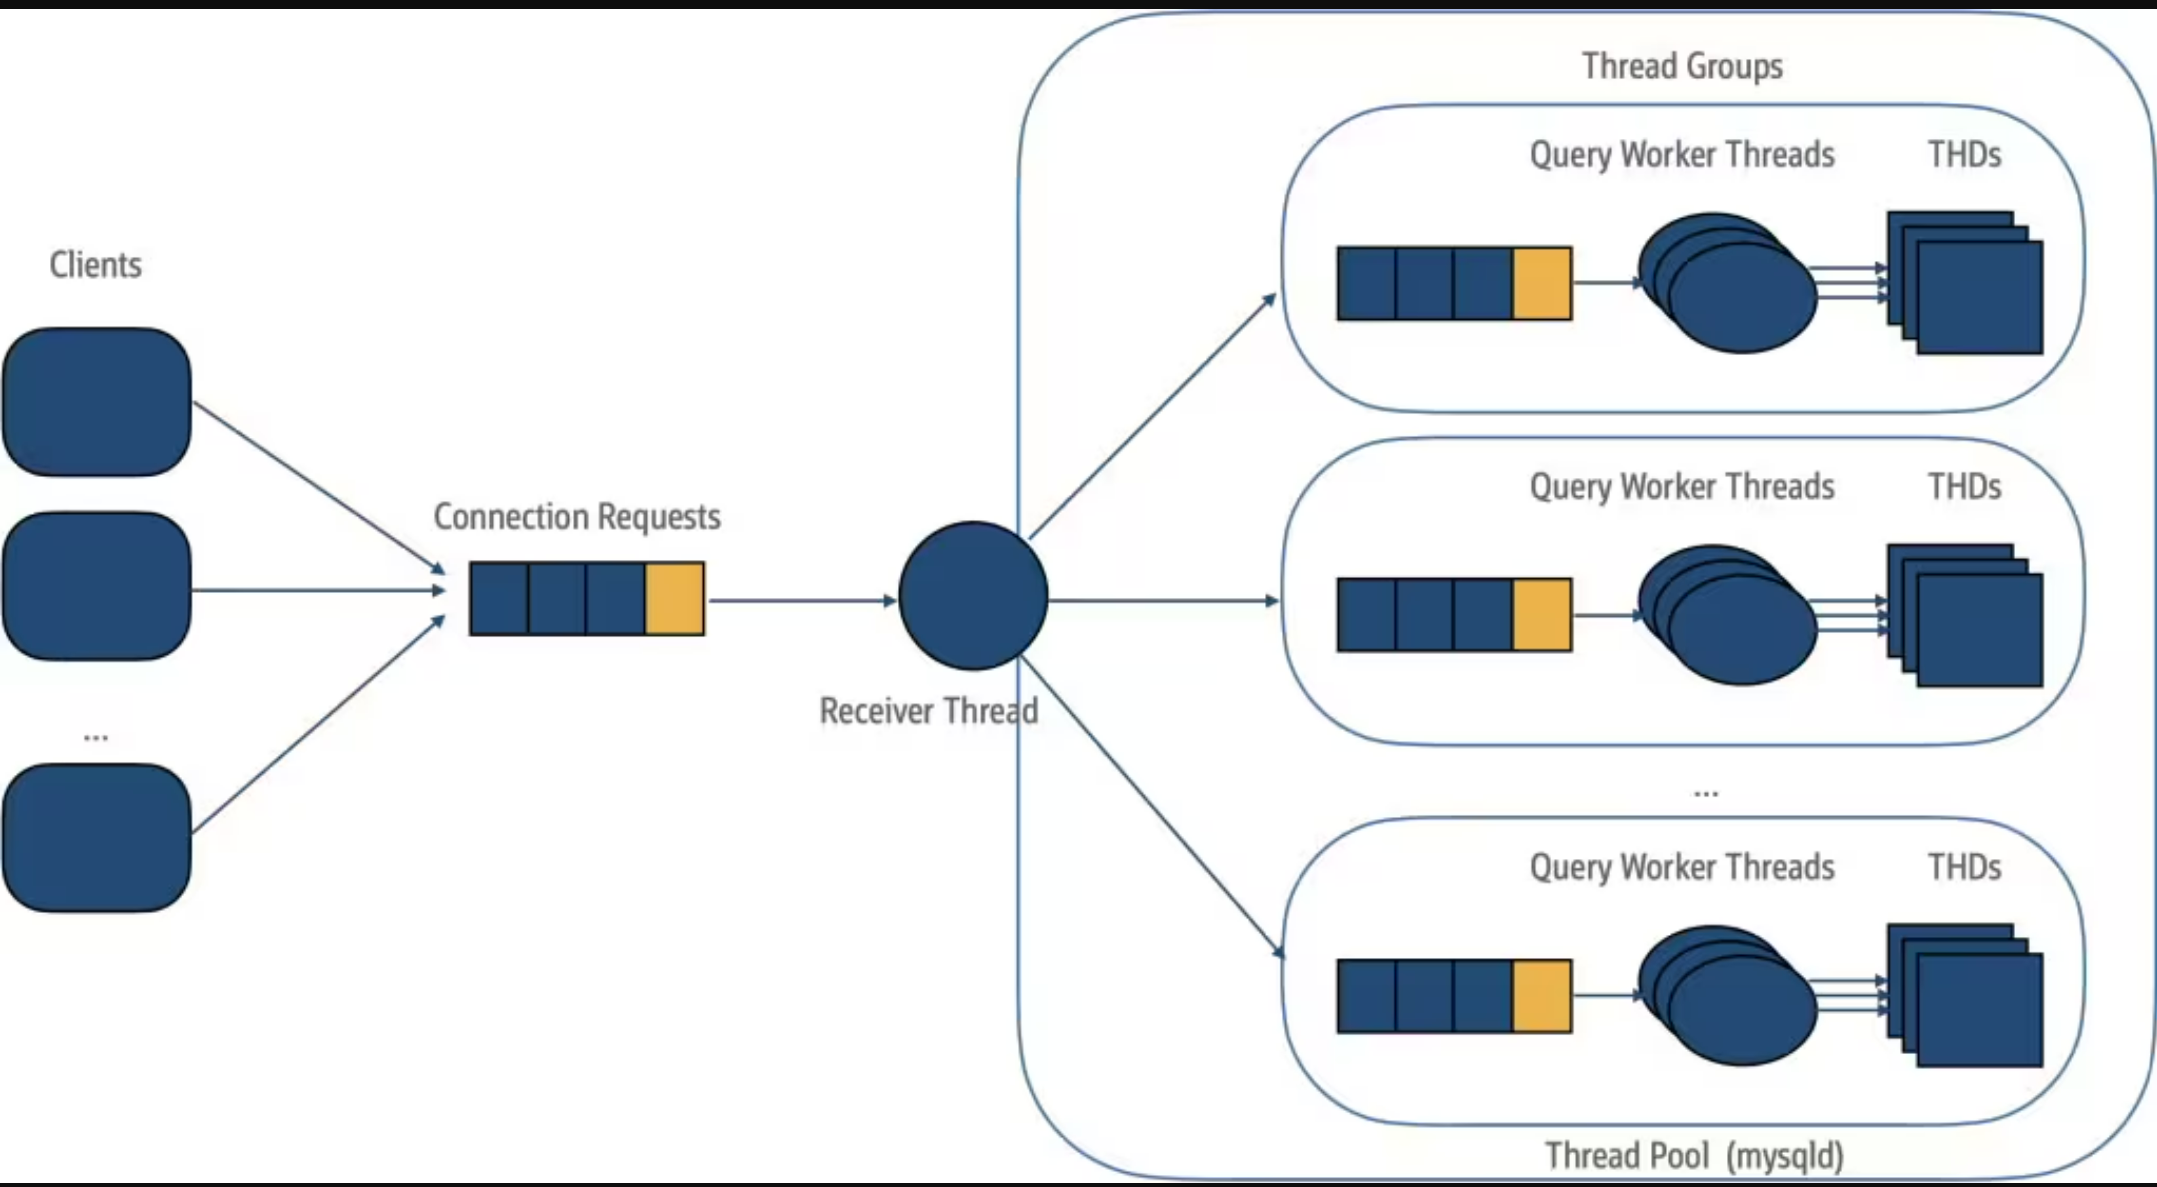 Thread Groups
Query Worker Threads
THDs
Clients
Connection Requests
Query Worker Threads
THDs
...
Receiver Thread
...
Query Worker Threads
THDs
Thread Pool (mysqld)